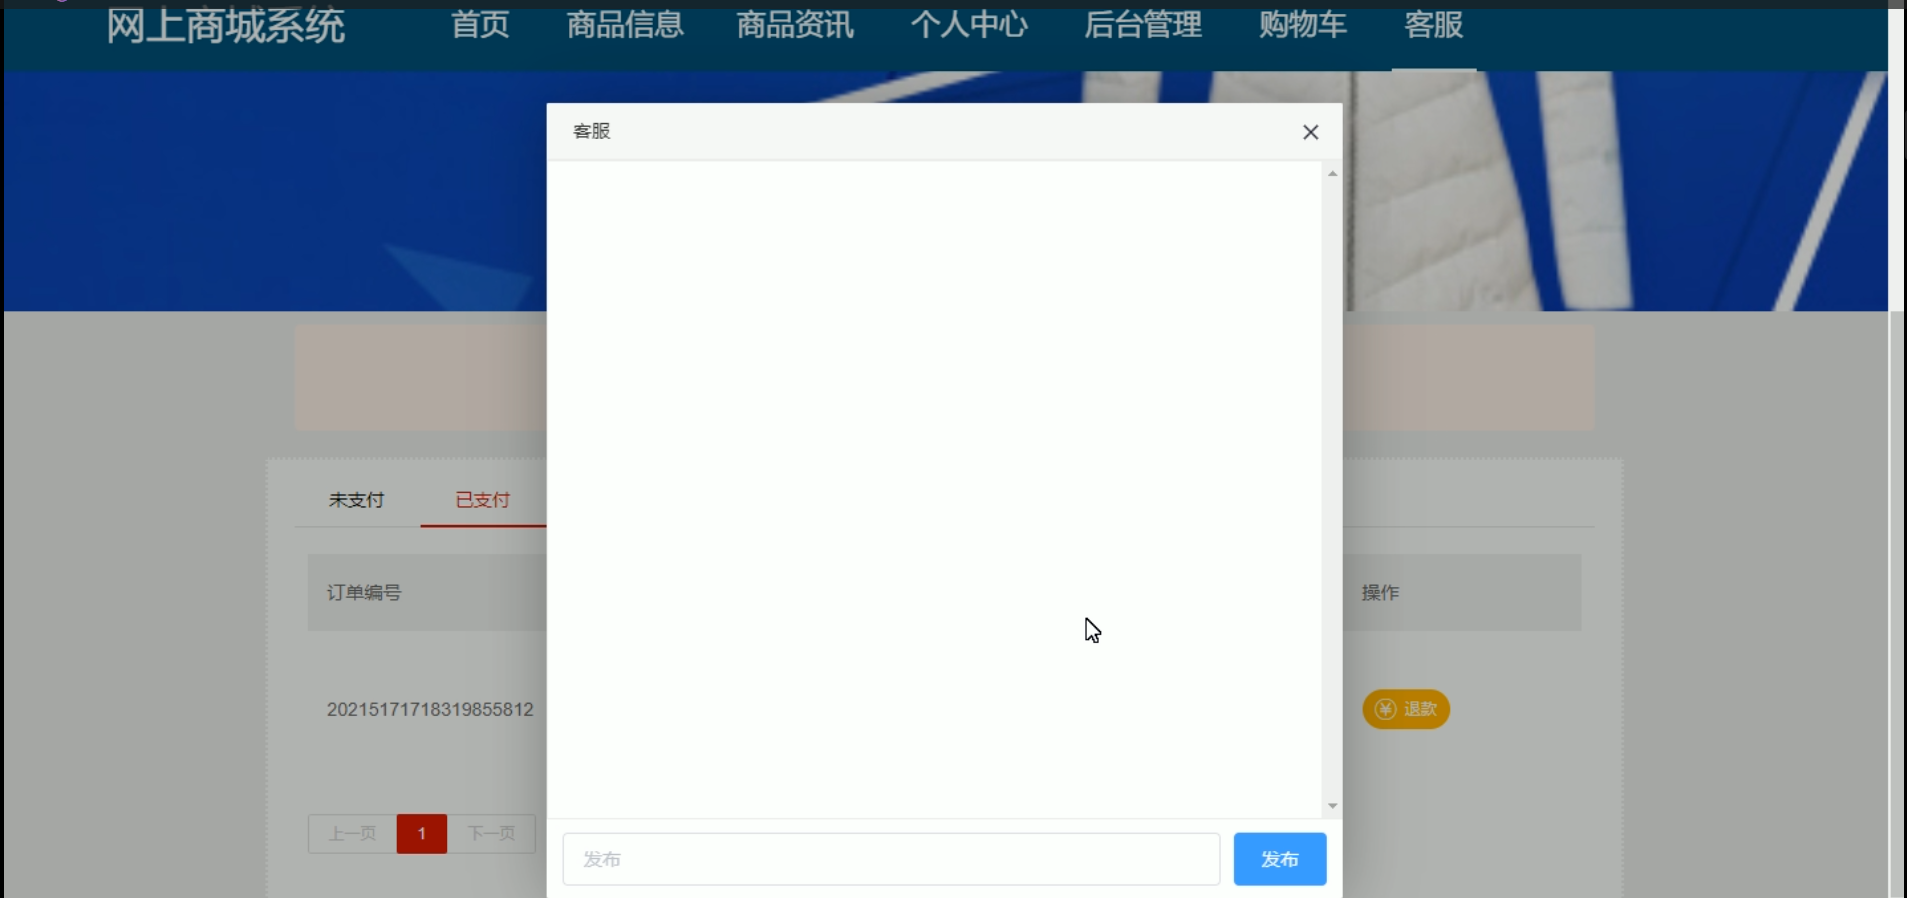 网上商城系统 首页 商品信息 商品资讯 个人中心 后台管理 购物车 客服
客服
未支付 已支付
订单编号 操作
20215171718319855812 退款
上一页 1 下一页
发布 发布